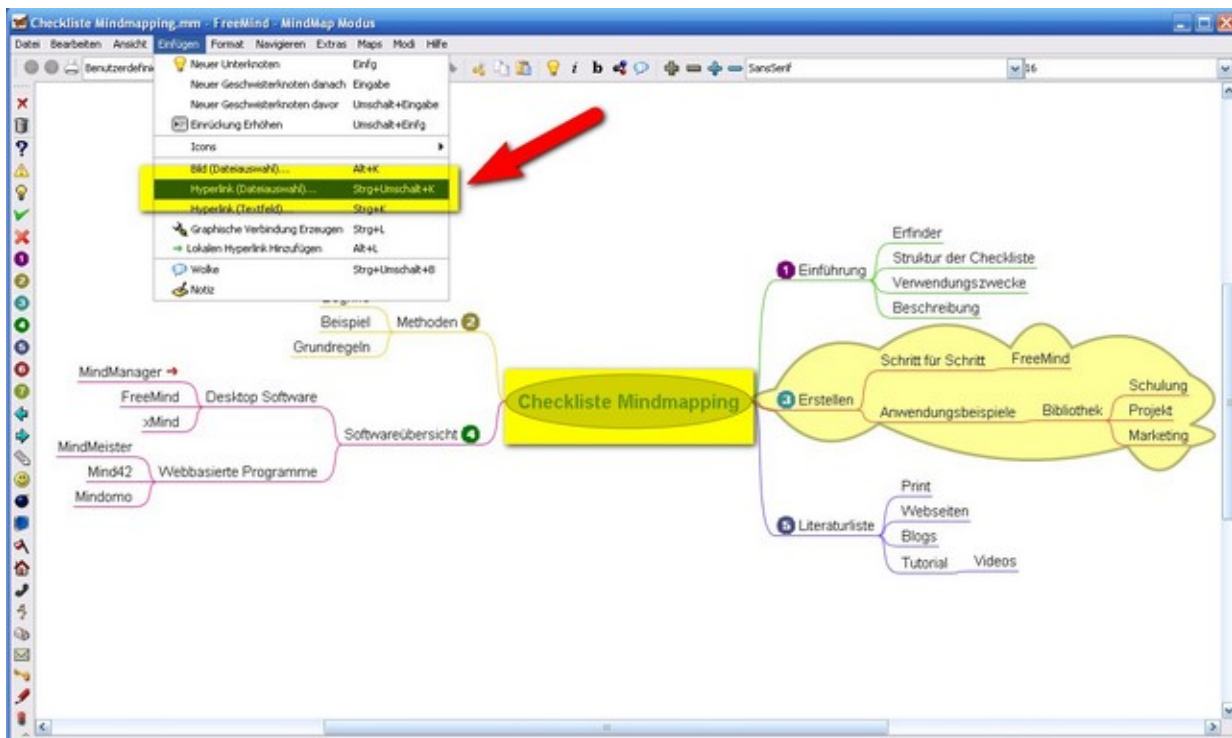 Checkliste Mindmapping.mm - FreeMind - MindMap Modus
Datei Bearbeiten Ansicht Einfügen Format Navigieren Extras Maps Modi Hilfe
SansSerif 16
Neuer Unterknoten Einfg
Neuer Geschwisterknoten danach Eingabe
Neuer Geschwisterknoten davor Umschalt+Eingabe
Einrückung Erhöhen Umschalt+Einfg
Icons
Bild (Dateiauswahl).... Alt+K
Hyperlink (Dateiauswahl).... Strg+Umschalt+K
Hyperlink (Textfeld)... Strg+K
Graphische Verbindung Erzeugen Strg+L
Lokalen Hyperlink Hinzufügen Alt+L
Wolke Strg+Umschalt+B
Notiz
Beispiel
Grundregeln
Methoden 2
MindManager
FreeMind
xMind
Desktop Software
MindMeister
Mind42
Mindomo
Webbasierte Programme
Softwareübersicht 4
Checkliste Mindmapping
1 Einführung
Erfinder
Struktur der Checkliste
Verwendungszwecke
Beschreibung
3 Erstellen
Schritt für Schritt
FreeMind
Anwendungsbeispiele
Bibliothek
Schulung
Projekt
Marketing
5 Literaturliste
Print
Webseiten
Blogs
Tutorial
Videos